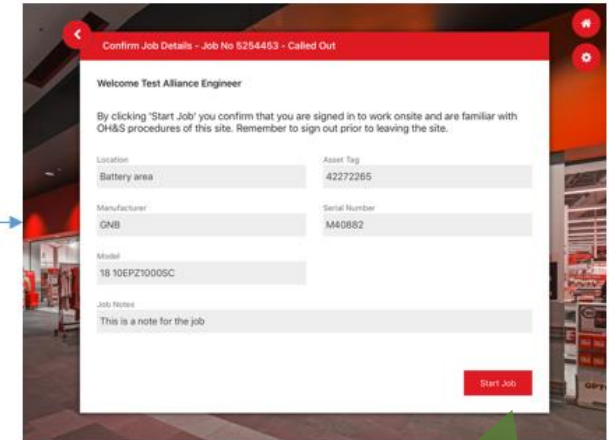 Confirm Job Details - Job No 5254453 - Called Out
Welcome Test Alliance Engineer
By clicking 'Start Job' you confirm that you are signed in to work onsite and are familiar with
OH&S procedures of this site. Remember to sign out prior to leaving the site.
Location
Asset Tag
Battery area
42272265
Manufacturer
Serial Number
GNB
M40882
Model
18 10EPZ1000SC
Job Notes
This is a note for the job
Start Job